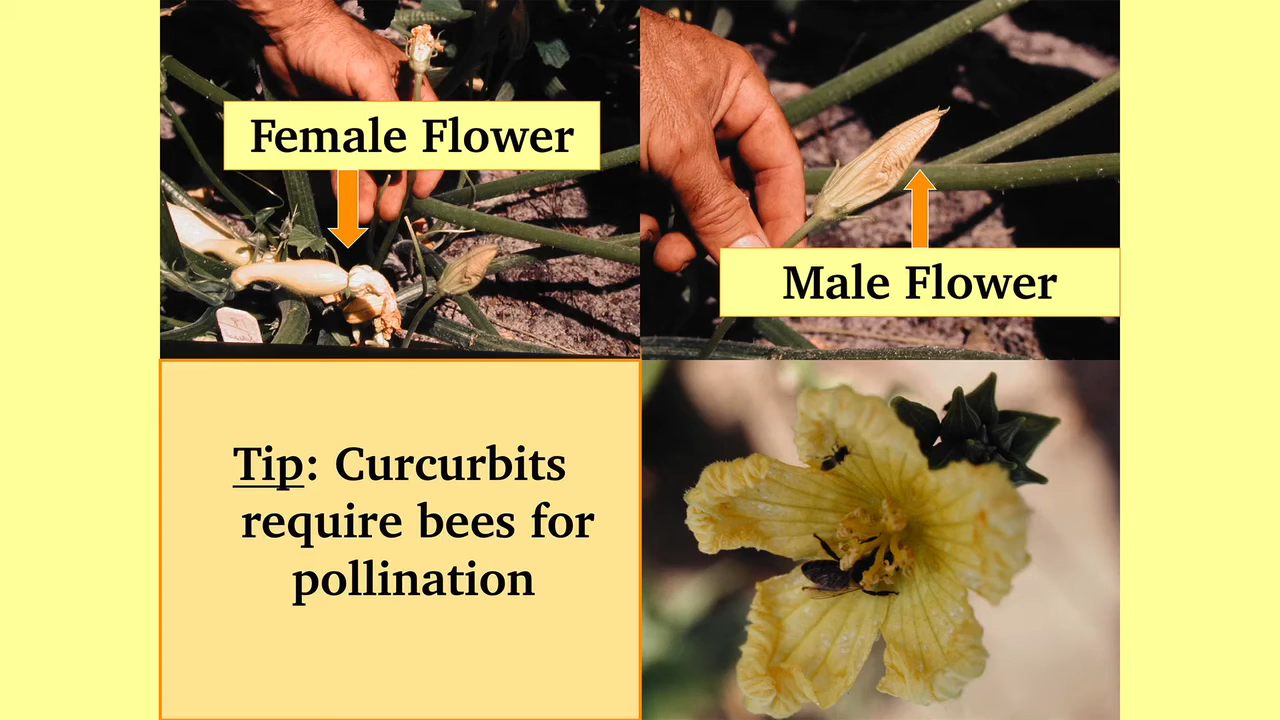 Female Flower
Male Flower
Tip: Curcurbits
require bees for
pollination